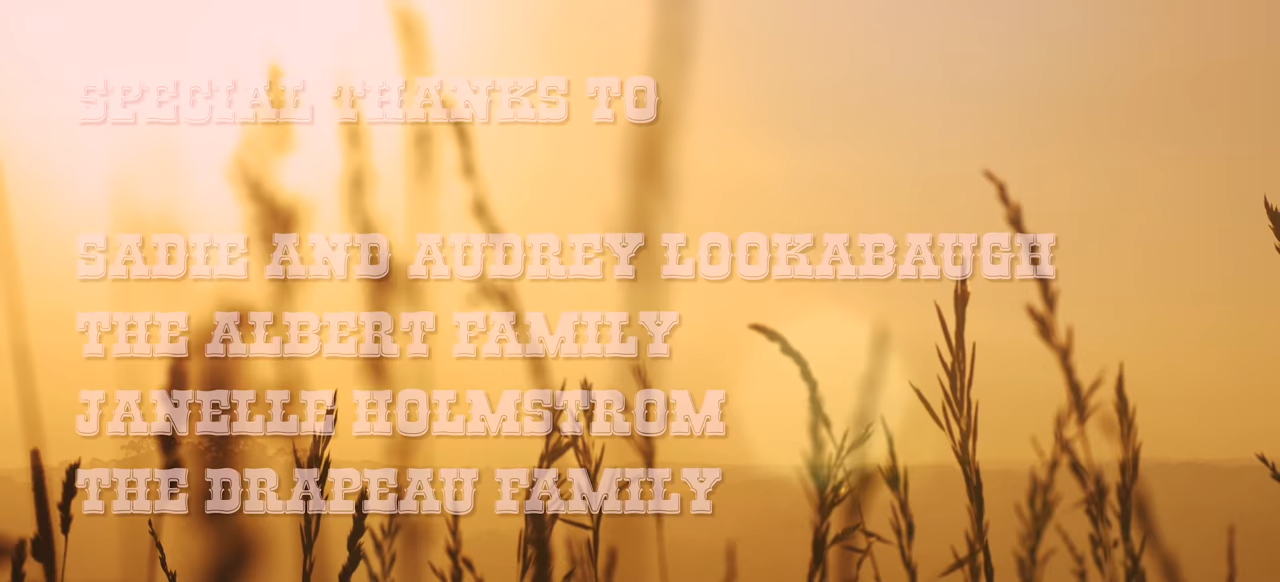 SPECIAL THANKS TO
SADIE AND AUDREY LOOKABAUGH
THE ALBERT FAMILY
JANELLE HOLMSTROM
THE DRAPEAU FAMILY